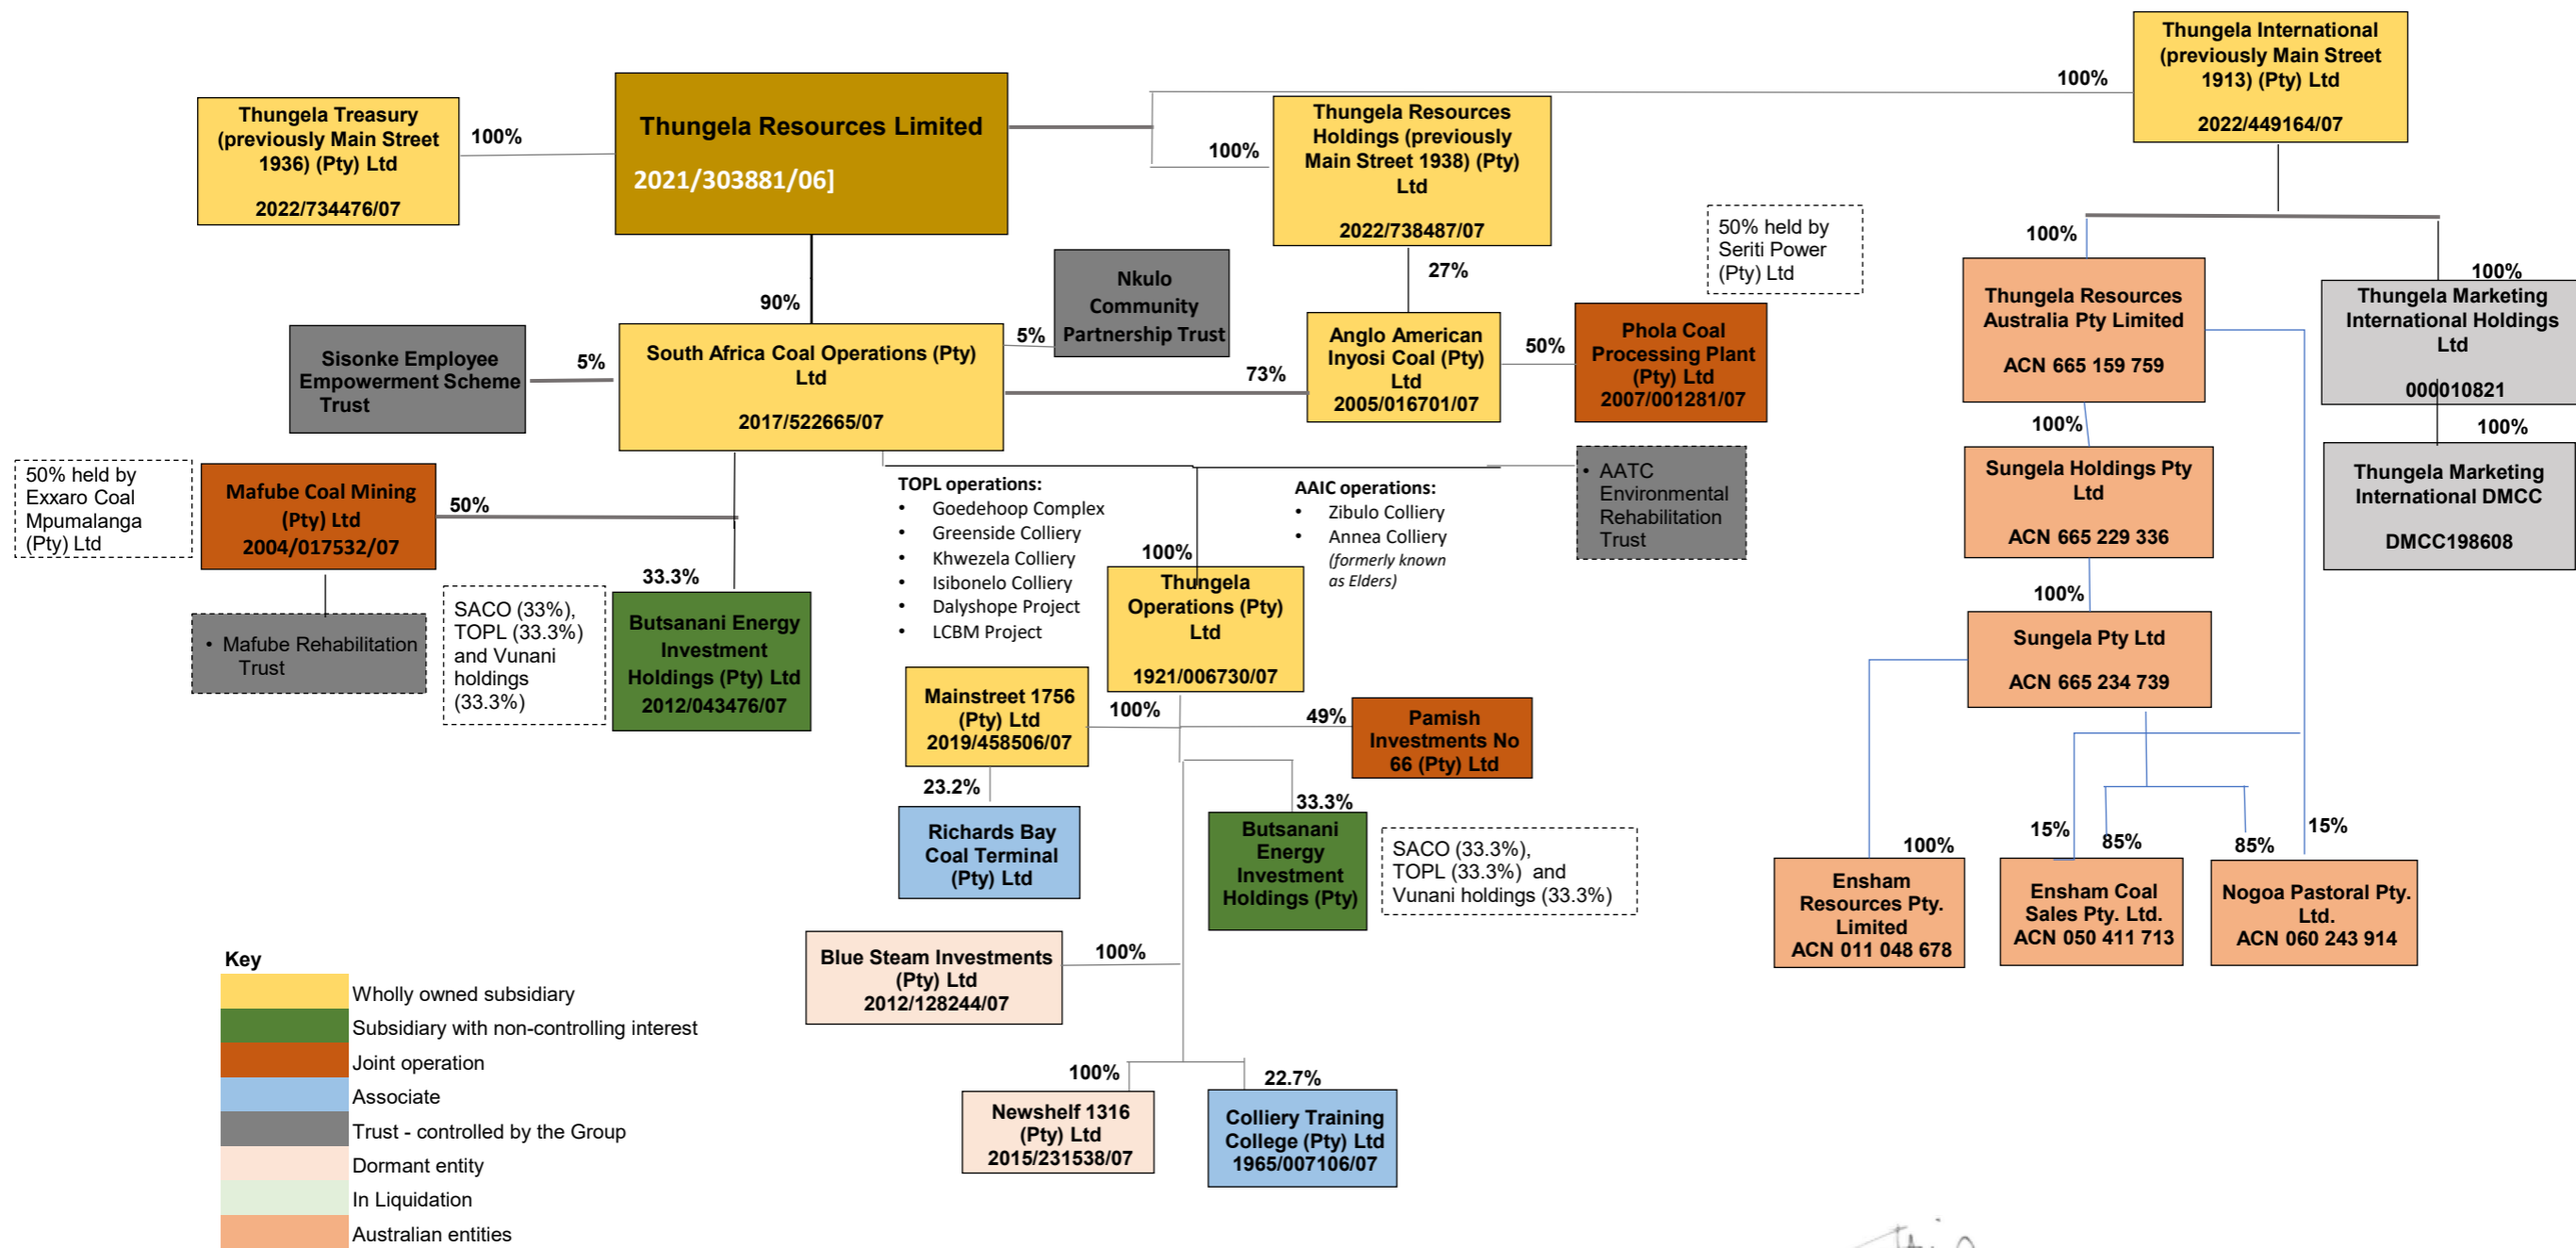 Thungela International
(previously Main Street
1913) (Pty) Ltd
2022/449164/07
100%
Thungela Treasury
(previously Main Street
1936) (Pty) Ltd
2022/734476/07
100%
Thungela Resources Limited
2021/303881/06]
100%
Thungela Resources
Holdings (previously
Main Street 1938) (Pty)
Ltd
2022/738487/07
50% held by
Seriti Power
(Pty) Ltd
27%
90%
Nkulo
Community
Partnership Trust
5%
Sisonke Employee
Empowerment Scheme
Trust
5%
South Africa Coal Operations (Pty)
Ltd
2017/522665/07
73%
Anglo American
Inyosi Coal (Pty)
Ltd
2005/016701/07
50%
Phola Coal
Processing Plant
(Pty) Ltd
2007/001281/07
100%
Thungela Resources
Australia Pty Limited
ACN 665 159 759
100%
Thungela Marketing
International Holdings
Ltd
000010821
100%
Thungela Marketing
International DMCC
DMCC198608
100%
Sungela Holdings Pty
Ltd
ACN 665 229 336
100%
Sungela Pty Ltd
ACN 665 234 739
50% held by
Exxaro Coal
Mpumalanga
(Pty) Ltd
Mafube Coal Mining
(Pty) Ltd
2004/017532/07
50%
• Mafube Rehabilitation
Trust
33.3%
SACO (33%),
TOPL (33.3%)
and Vunani
holdings
(33.3%)
Butsanani Energy
Investment
Holdings (Pty) Ltd
2012/043476/07
TOPL operations:
• Goedehoop Complex
• Greenside Colliery
• Khwezela Colliery
• Isibonelo Colliery
• Dalyshope Project
• LCBM Project
AAIC operations:
• Zibulo Colliery
• Annea Colliery
(formerly known
as Elders)
• AATC
Environmental
Rehabilitation
Trust
100%
Thungela
Operations (Pty)
Ltd
1921/006730/07
Mainstreet 1756
(Pty) Ltd
2019/458506/07
100%
49%
Pamish
Investments No
66 (Pty) Ltd
23.2%
Richards Bay
Coal Terminal
(Pty) Ltd
33.3%
Butsanani
Energy
Investment
Holdings (Pty)
SACO (33.3%),
TOPL (33.3%) and
Vunani holdings (33.3%)
Blue Steam Investments
(Pty) Ltd
2012/128244/07
100%
100%
Newshelf 1316
(Pty) Ltd
2015/231538/07
22.7%
Colliery Training
College (Pty) Ltd
1965/007106/07
100%
Ensham
Resources Pty.
Limited
ACN 011 048 678
15%
85%
Ensham Coal
Sales Pty. Ltd.
ACN 050 411 713
85%
15%
Nogoa Pastoral Pty.
Ltd.
ACN 060 243 914
Key
Wholly owned subsidiary
Subsidiary with non-controlling interest
Joint operation
Associate
Trust - controlled by the Group
Dormant entity
In Liquidation
Australian entities